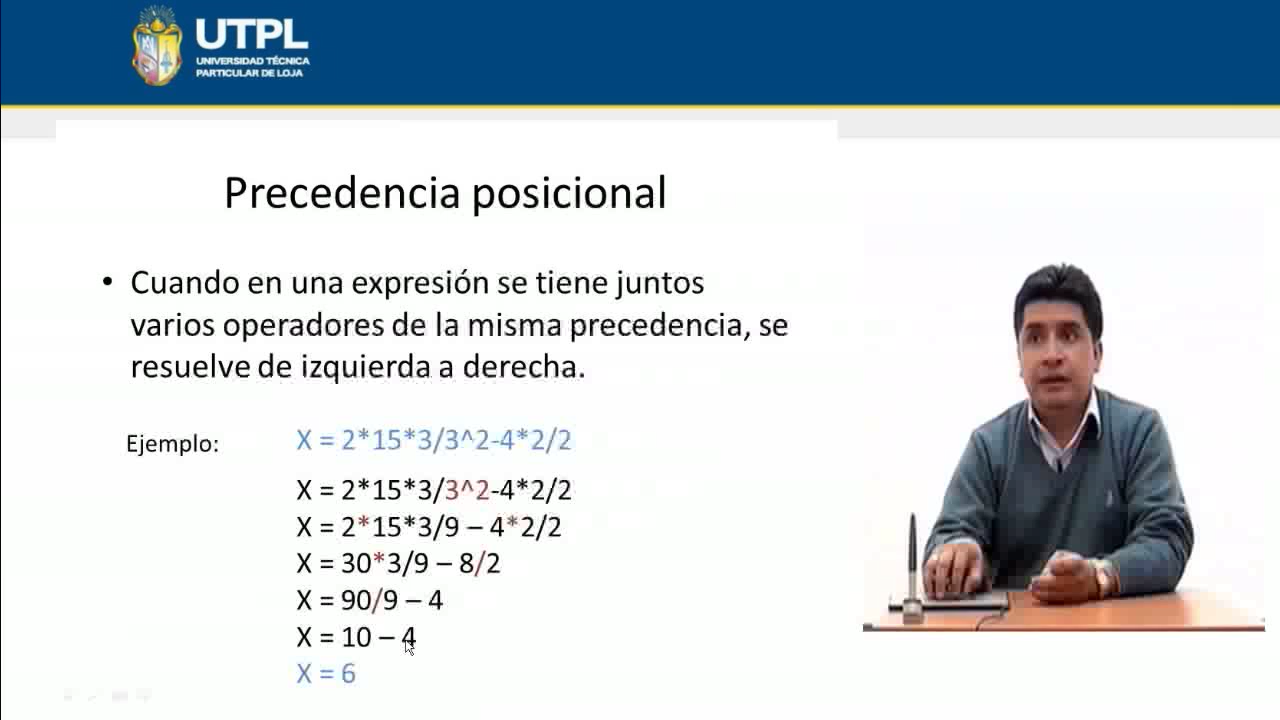 UTPL
UNIVERSIDAD TÉCNICA
PARTICULAR DE LOJA
Precedencia posicional
• Cuando en una expresión se tiene juntos
varios operadores de la misma precedencia, se
resuelve de izquierda a derecha.
Ejemplo: X = 2*15*3/3^2-4*2/2
X = 2*15*3/3^2-4*2/2
X = 2*15*3/9 – 4*2/2
X = 30*3/9 – 8/2
X = 90/9 – 4
X = 10 – 4
X = 6